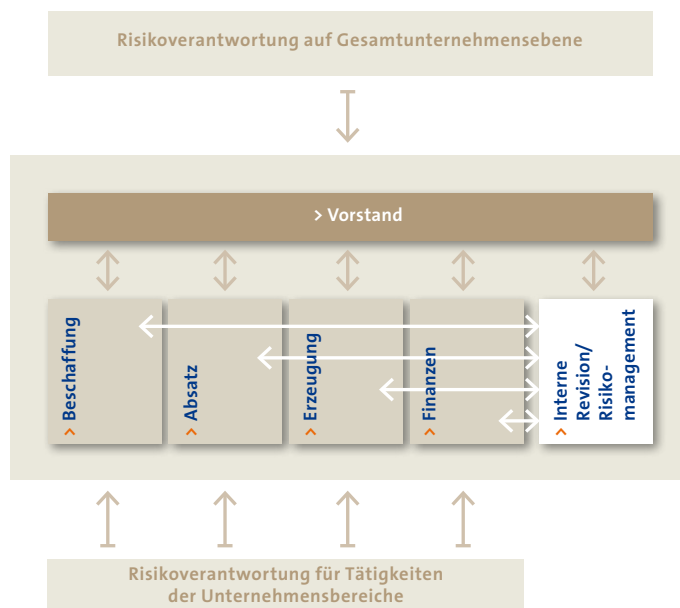 Risikoverantwortung auf Gesamtunternehmensebene
> Vorstand
> Beschaffung
> Absatz
> Erzeugung
> Finanzen
> Interne
Revision/
Risiko-
management
Risikoverantwortung für Tätigkeiten
der Unternehmensbereiche